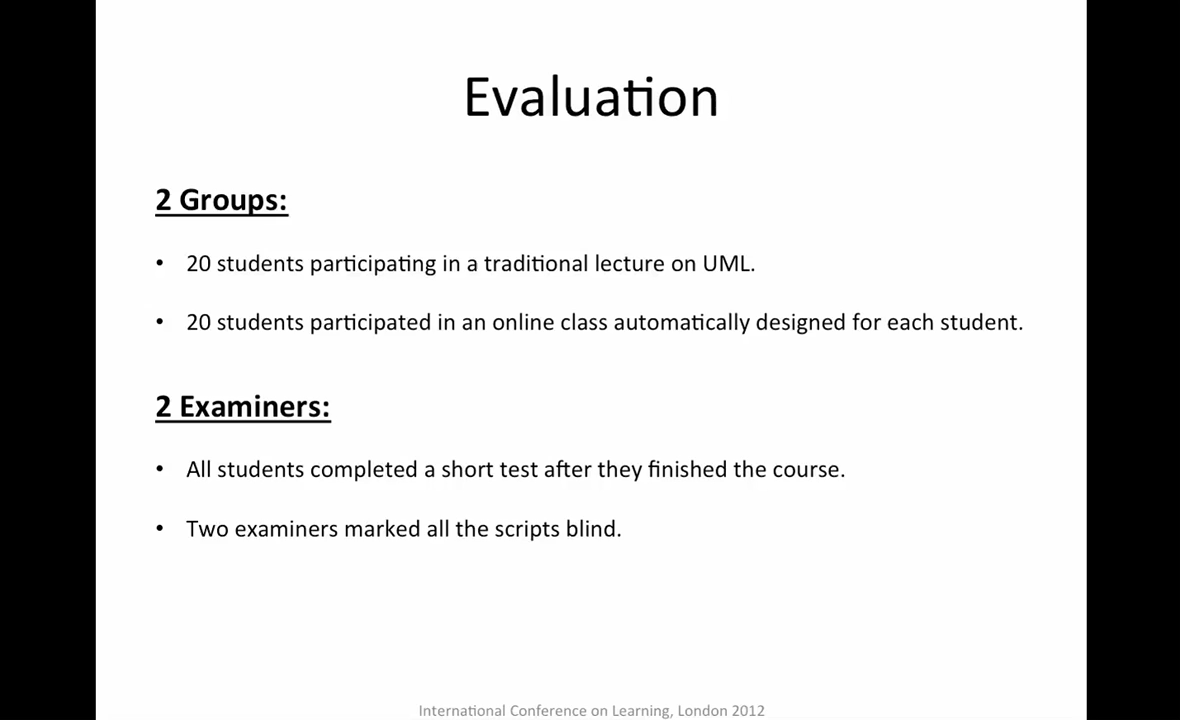 Evaluation
2 Groups:
• 20 students participating in a traditional lecture on UML.
• 20 students participated in an online class automatically designed for each student.
2 Examiners:
• All students completed a short test after they finished the course.
• Two examiners marked all the scripts blind.
International Conference on Learning, London 2012